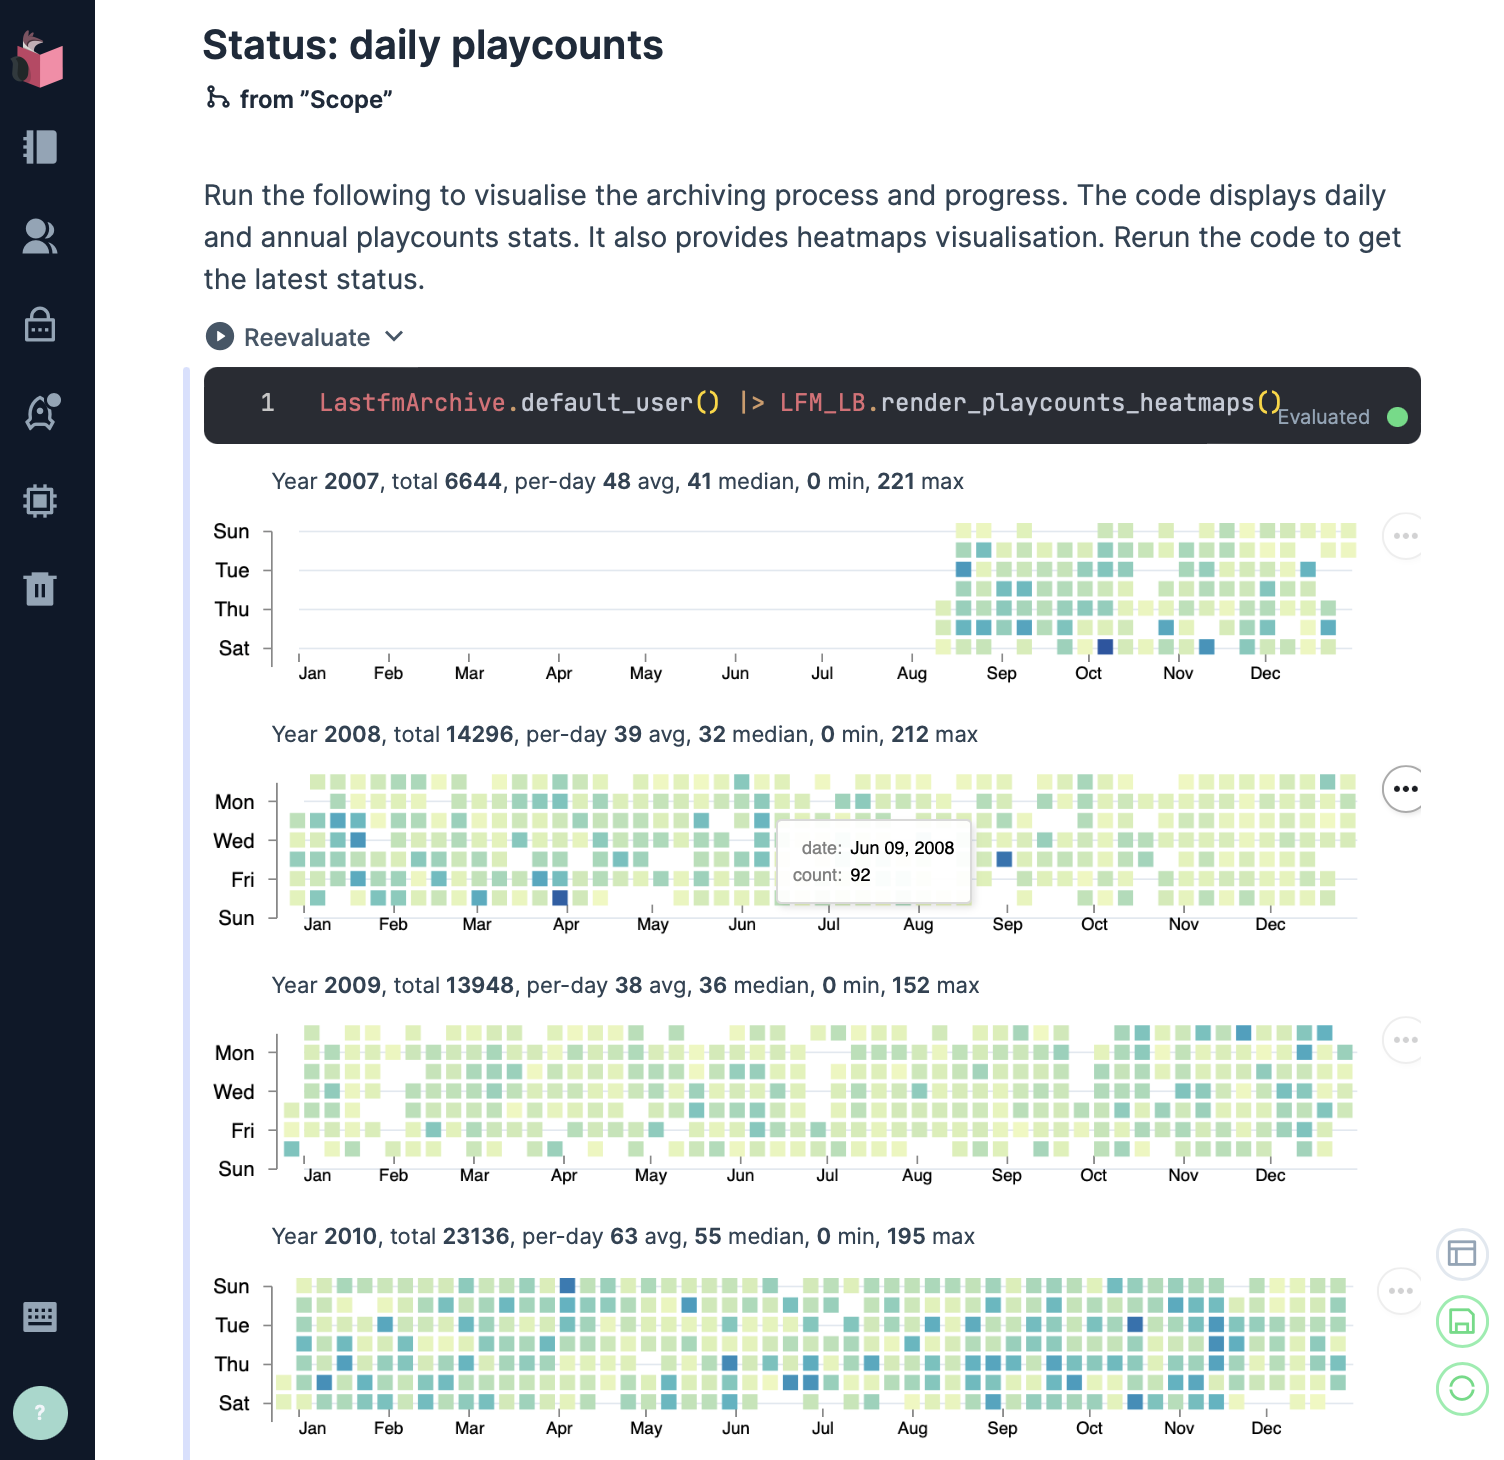 Status: daily playcounts
from ”Scope”
Run the following to visualise the archiving process and progress. The code displays daily
and annual playcounts stats. It also provides heatmaps visualisation. Rerun the code to get
the latest status.
Reevaluate
1 LastfmArchive.default_user() |> LFM_LB.render_playcounts_heatmaps()
Evaluated
Year 2007, total 6644, per-day 48 avg, 41 median, 0 min, 221 max
Sun
Tue
Thu
Sat
Jan Feb Mar Apr May Jun Jul Aug Sep Oct Nov Dec
Year 2008, total 14296, per-day 39 avg, 32 median, 0 min, 212 max
Mon
Wed
Fri
Sun
date: Jun 09, 2008
count: 92
Jan Feb Mar Apr May Jun Jul Aug Sep Oct Nov Dec
Year 2009, total 13948, per-day 38 avg, 36 median, 0 min, 152 max
Mon
Wed
Fri
Sun
Jan Feb Mar Apr May Jun Jul Aug Sep Oct Nov Dec
Year 2010, total 23136, per-day 63 avg, 55 median, 0 min, 195 max
Sun
Tue
Thu
Sat
Jan Feb Mar Apr May Jun Jul Aug Sep Oct Nov Dec
?